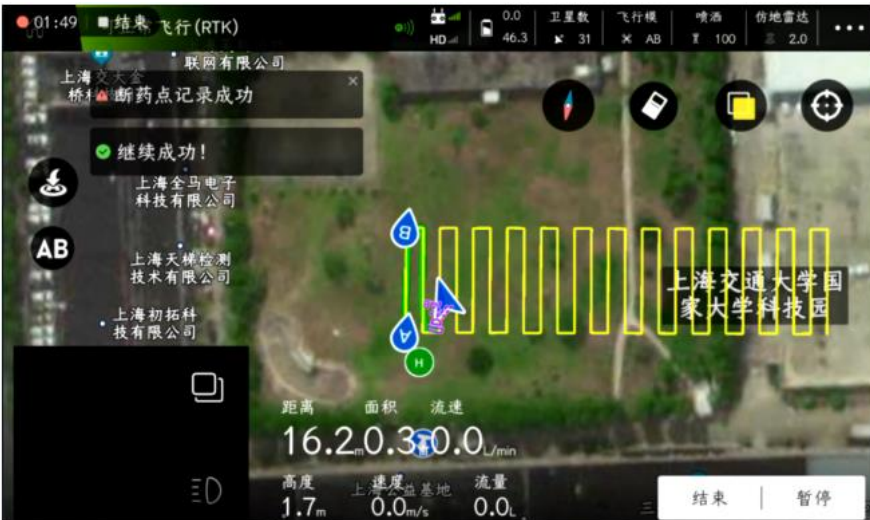 01:49
结束
飞行(RTK)
HD
0.0
46.3
卫星数
31
飞行模
AB
喷洒
100
仿地雷达
2.0
联网有限公司
上海交大金
桥科
断药点记录成功
继续成功!
上海全马电子
科技有限公司
AB
上海天梯检测
技术有限公司
上海初拓科
技有限公司
B
A
H
上海交通大学国
家大学科技园
距离
面积
流速
16.2m
0.3
0.0L/min
高度
速度
流量
上海公益基地
1.7m
0.0m/s
0.0L
结束
暂停